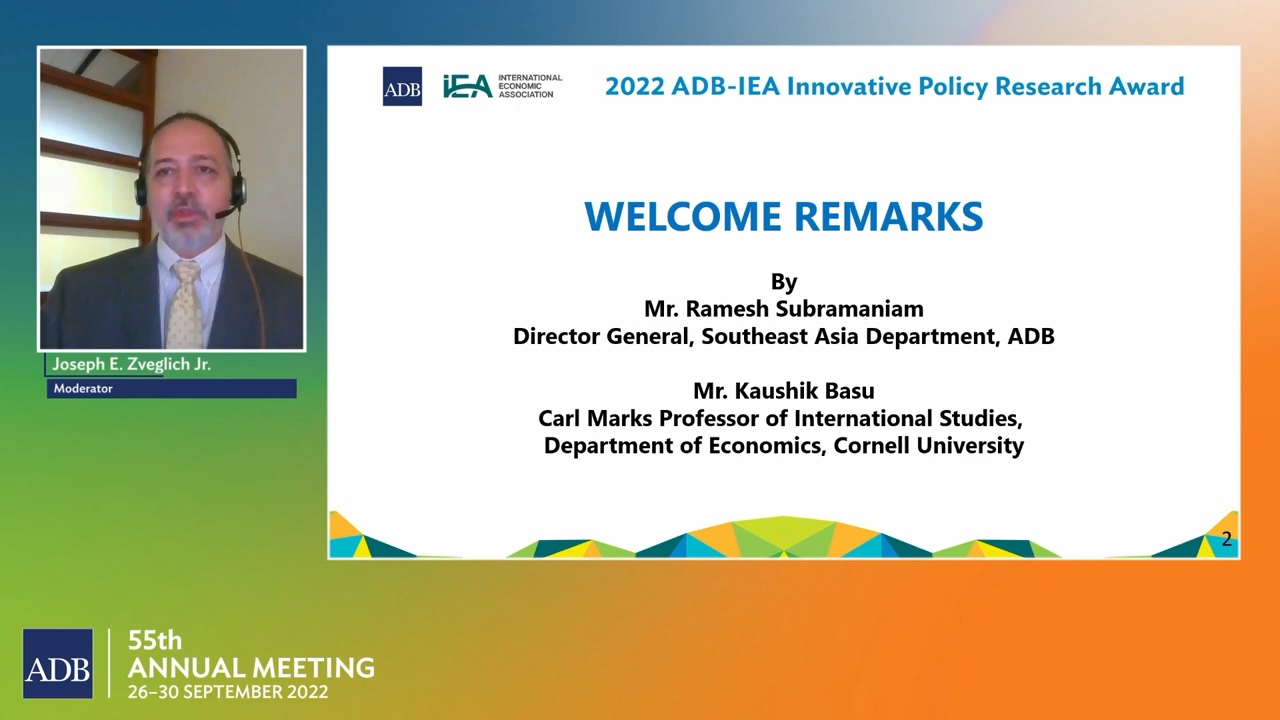 ADB
iEA
INTERNATIONAL
ECONOMIC
ASSOCIATION
2022 ADB-IEA Innovative Policy Research Award
WELCOME REMARKS
By
Mr. Ramesh Subramaniam
Director General, Southeast Asia Department, ADB
Mr. Kaushik Basu
Carl Marks Professor of International Studies,
Department of Economics, Cornell University
2
Joseph E. Zveglich Jr.
Moderator
ADB
55th
ANNUAL MEETING
26–30 SEPTEMBER 2022